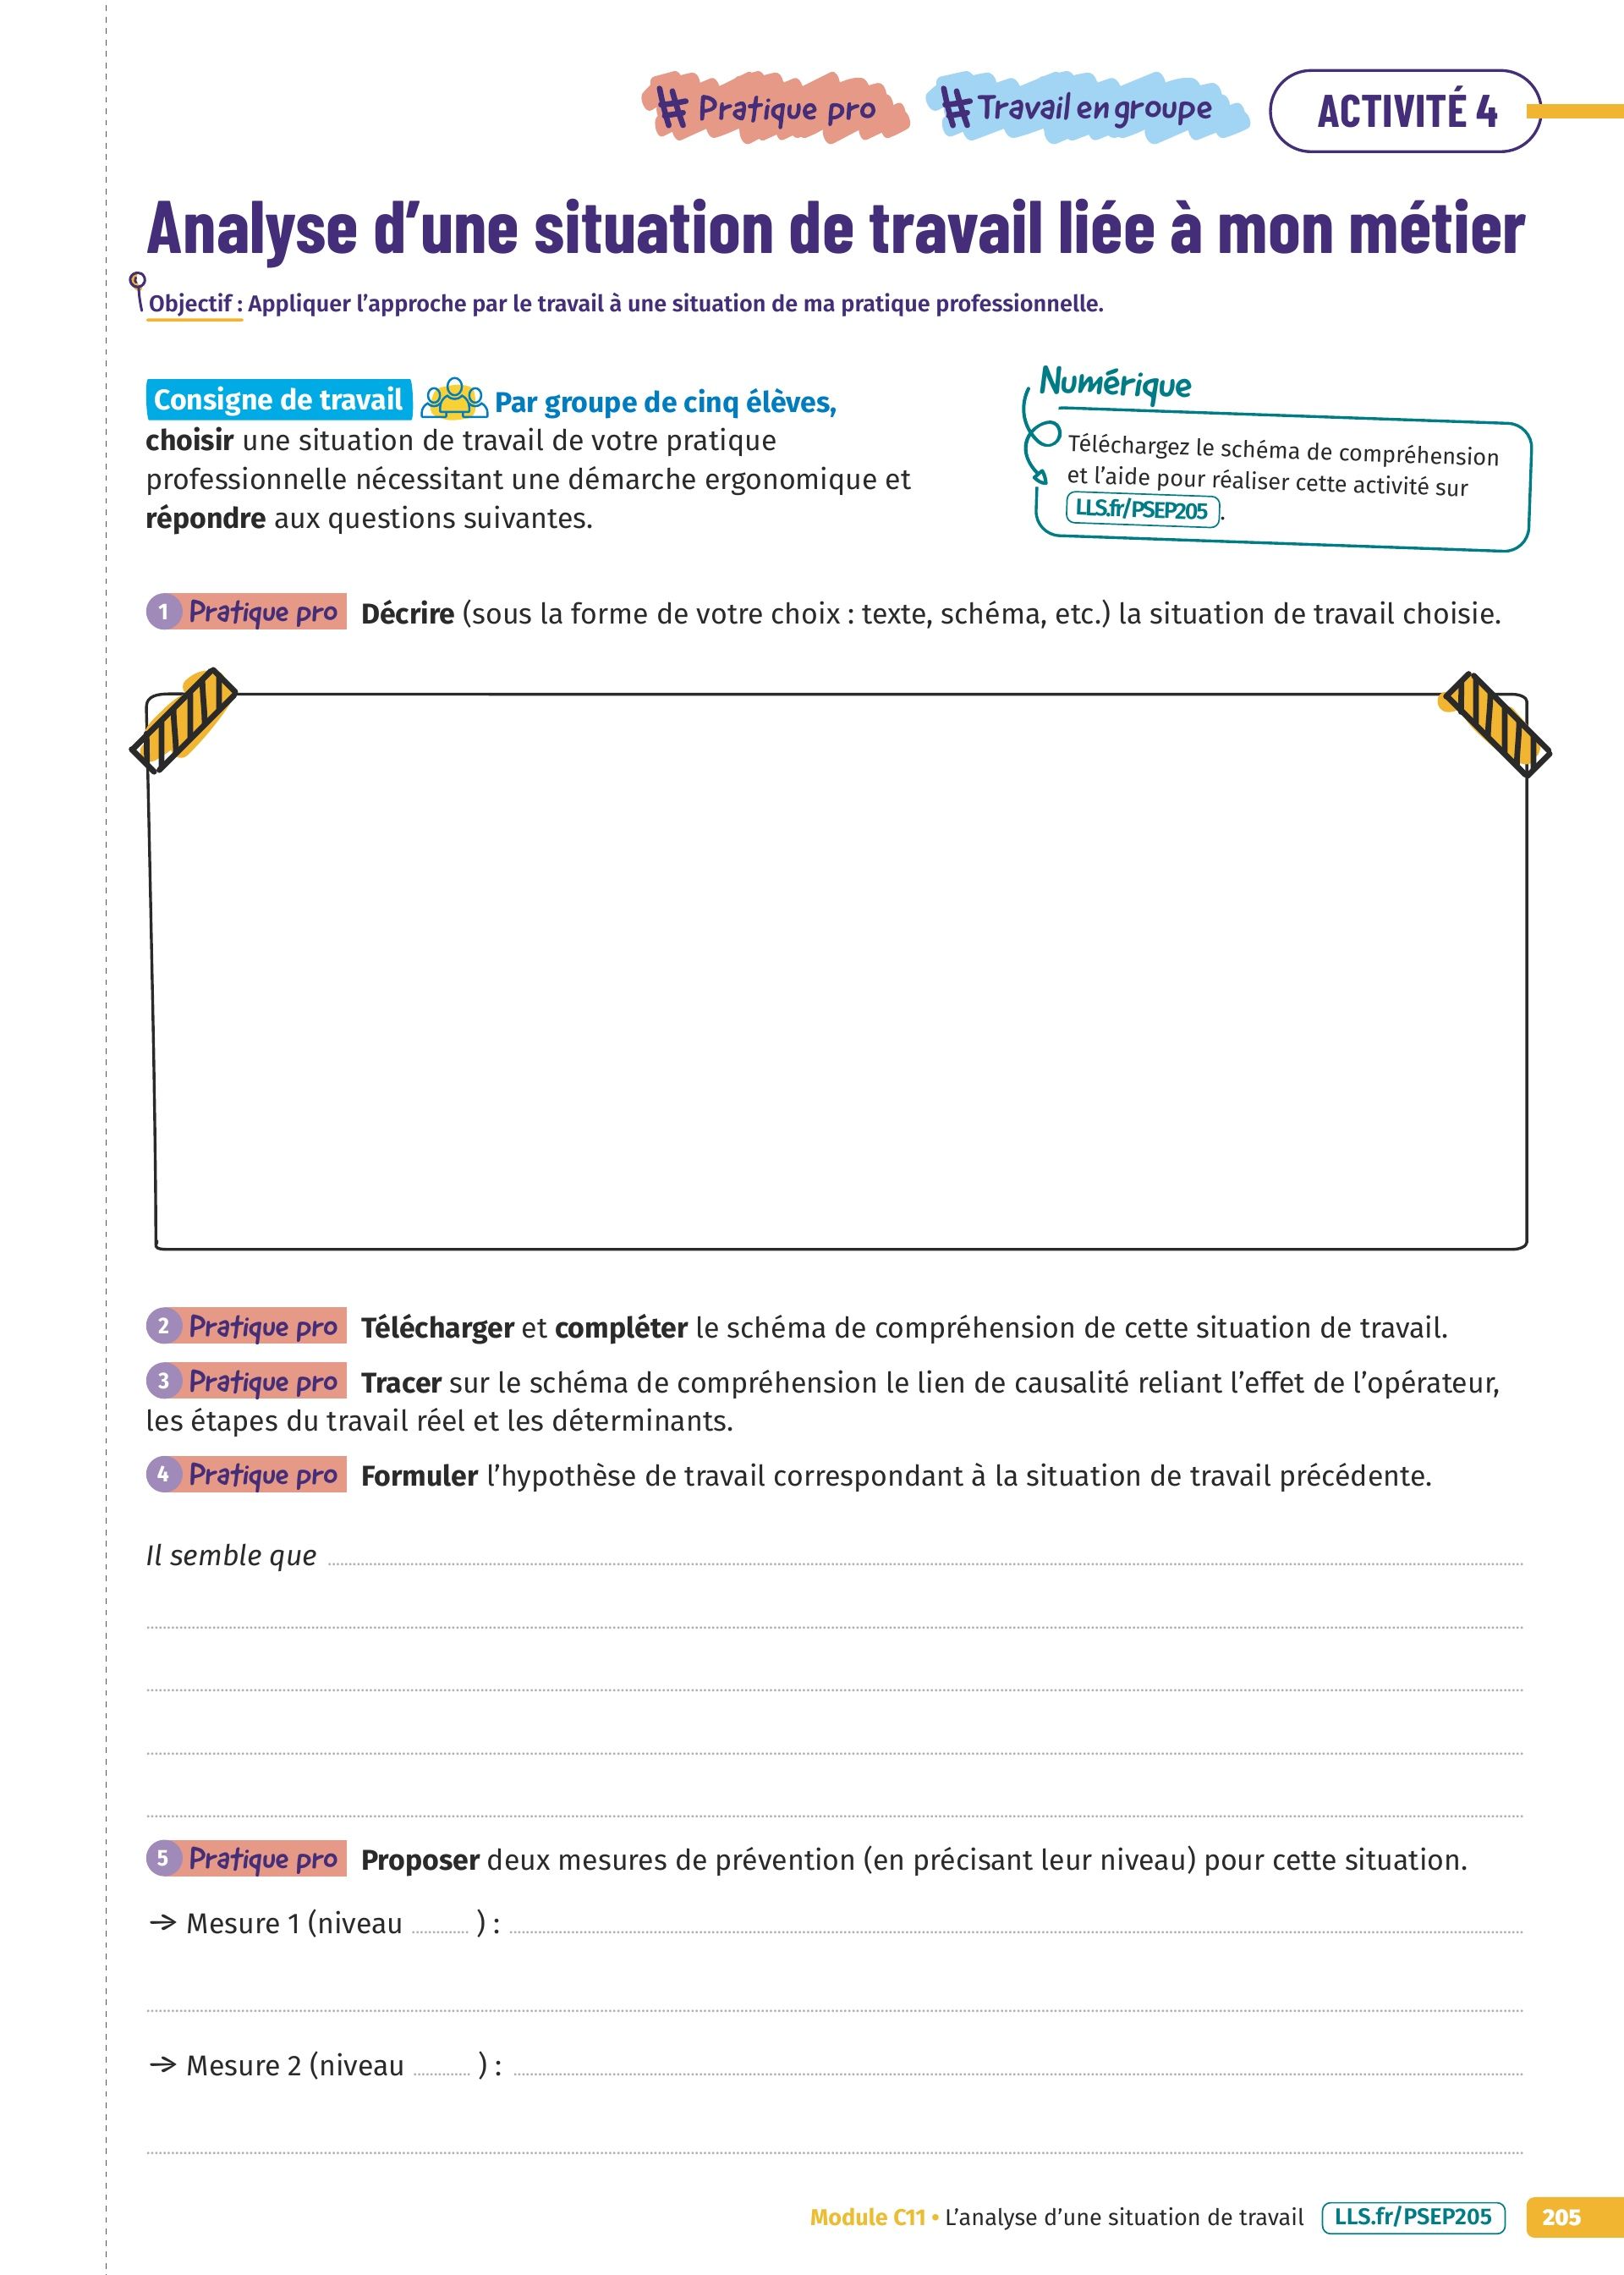 # Pratique pro # Travail en groupe ACTIVITÉ 4
Analyse d'une situation de travail liée à mon métier
Objectif : Appliquer l'approche par le travail à une situation de ma pratique professionnelle.
Consigne de travail Par groupe de cinq élèves,
choisir une situation de travail de votre pratique
professionnelle nécessitant une démarche ergonomique et
répondre aux questions suivantes.
Numérique
Téléchargez le schéma de compréhension
et l'aide pour réaliser cette activité sur
LLS.fr/PSEP205.
1 Pratique pro Décrire (sous la forme de votre choix : texte, schéma, etc.) la situation de travail choisie.
2 Pratique pro Télécharger et compléter le schéma de compréhension de cette situation de travail.
3 Pratique pro Tracer sur le schéma de compréhension le lien de causalité reliant l'effet de l'opérateur,
les étapes du travail réel et les déterminants.
4 Pratique pro Formuler l'hypothèse de travail correspondant à la situation de travail précédente.
Il semble que
5 Pratique pro Proposer deux mesures de prévention (en précisant leur niveau) pour cette situation.
→ Mesure 1 (niveau ........ ) :
→ Mesure 2 (niveau ........ ) :
Module C11 • L'analyse d'une situation de travail LLS.fr/PSEP205 205